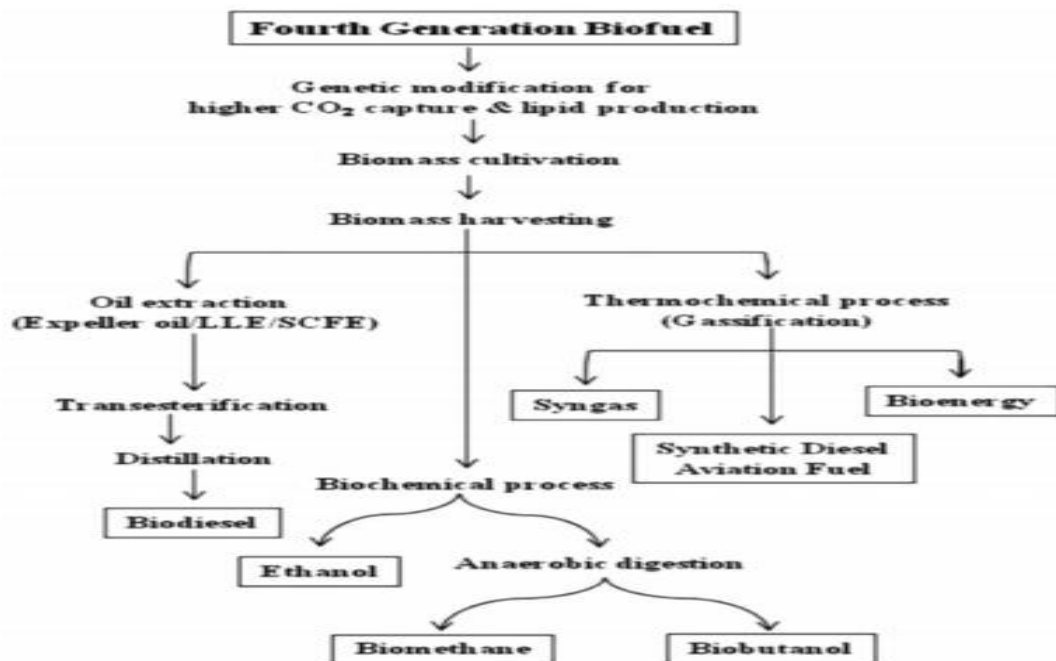 Fourth Generation Biofuel
Genetic modification for
higher CO₂ capture & lipid production
Biomass cultivation
Biomass harvesting
Oil extraction
(Expeller oil/LLE/SCFE)
Thermochemical process
(Gassification)
Transesterification
Syngas
Bioenergy
Distillation
Synthetic Diesel
Aviation Fuel
Biochemical process
Biodiesel
Ethanol
Anaerobic digestion
Biomethane
Biobutanol